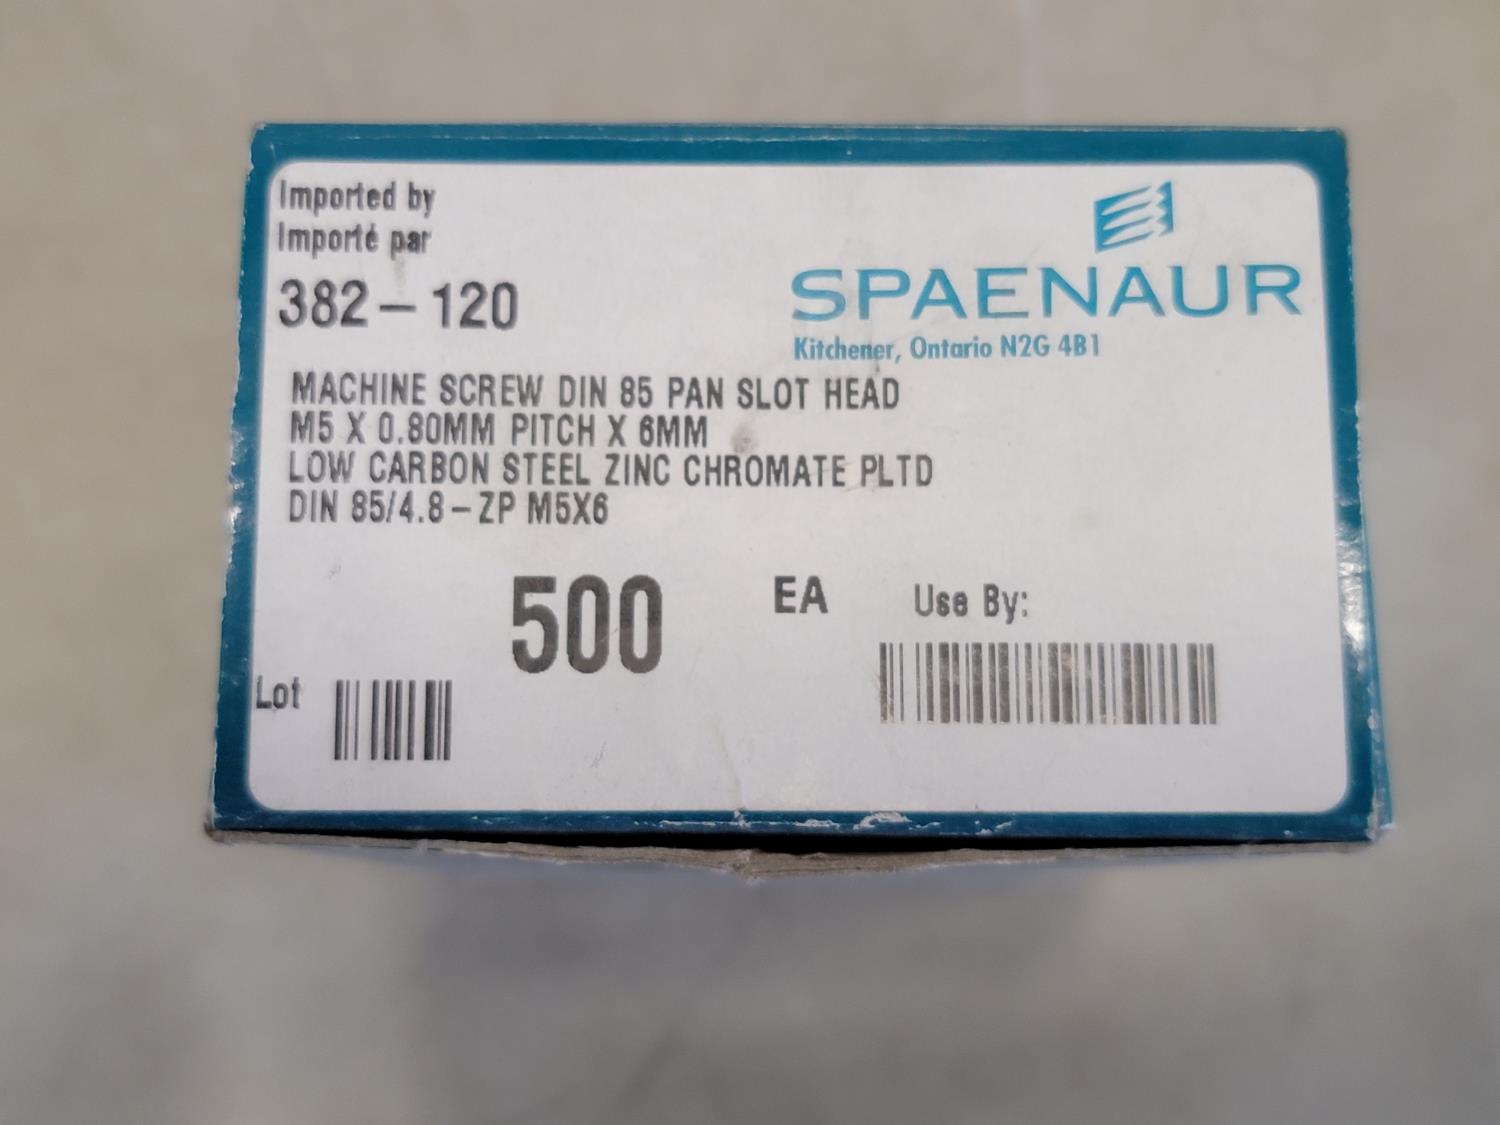 Imported by
Importé par
382-120
SPAENAUR
Kitchener, Ontario N2G 4B1
MACHINE SCREW DIN 85 PAN SLOT HEAD
M5 X 0.80MM PITCH X 6MM
LOW CARBON STEEL ZINC CHROMATE PLTD
DIN 85/4.8-ZP M5X6
500 EA Use By:
Lot